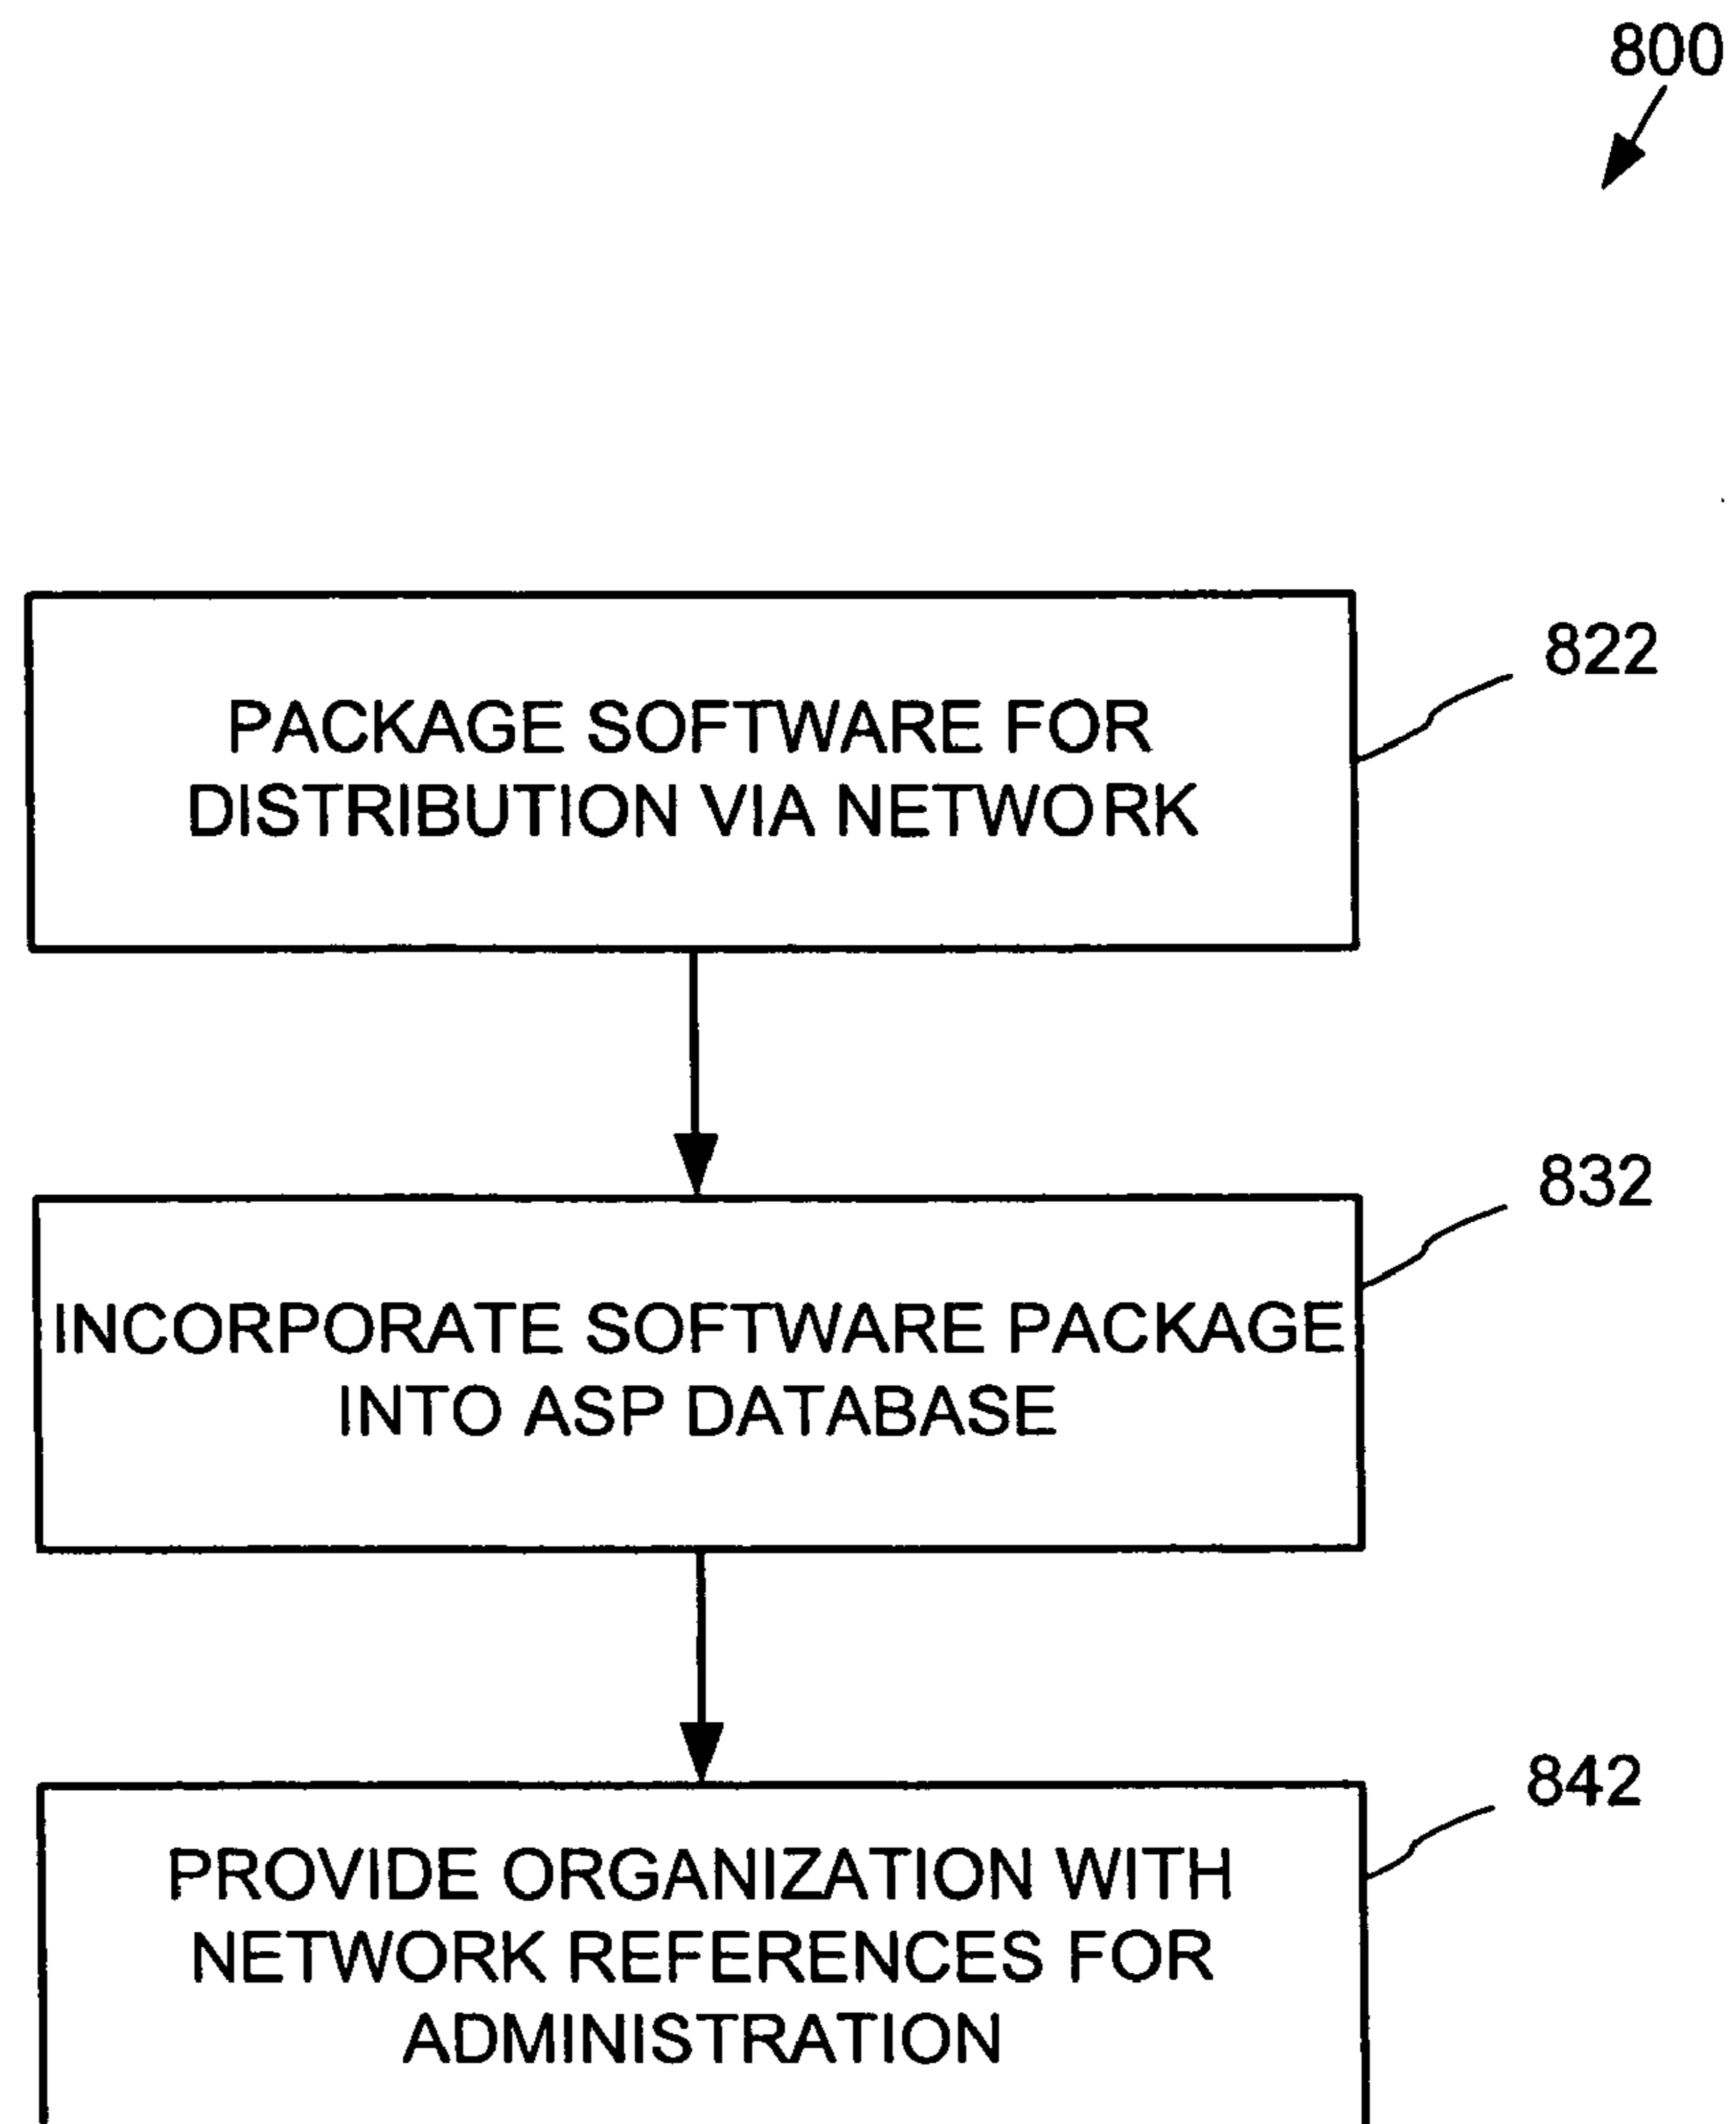 800
822
PACKAGE SOFTWARE FOR
DISTRIBUTION VIA NETWORK
832
INCORPORATE SOFTWARE PACKAGE
INTO ASP DATABASE
842
PROVIDE ORGANIZATION WITH
NETWORK REFERENCES FOR
ADMINISTRATION